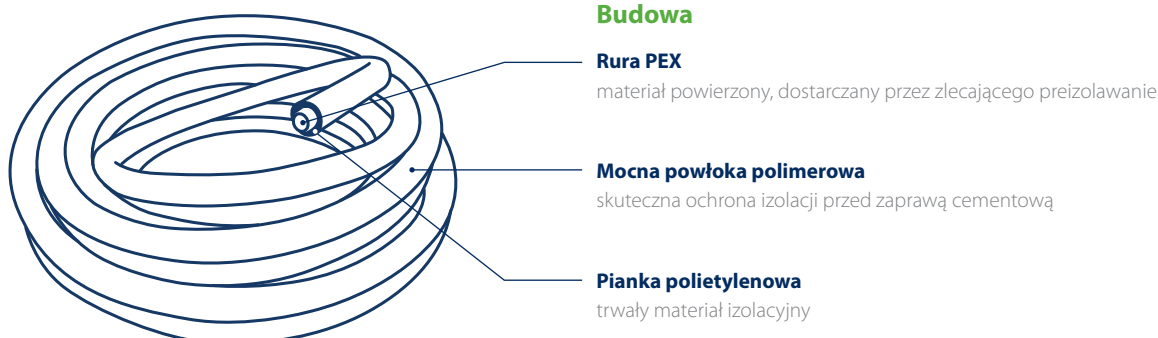 Budowa
Rura PEX
materiał powierzony, dostarczany przez zlecającego preizolawanie
Mocna powłoka polimerowa
skuteczna ochrona izolacji przed zaprawą cementową
Pianka polietylenowa
trwały materiał izolacyjny